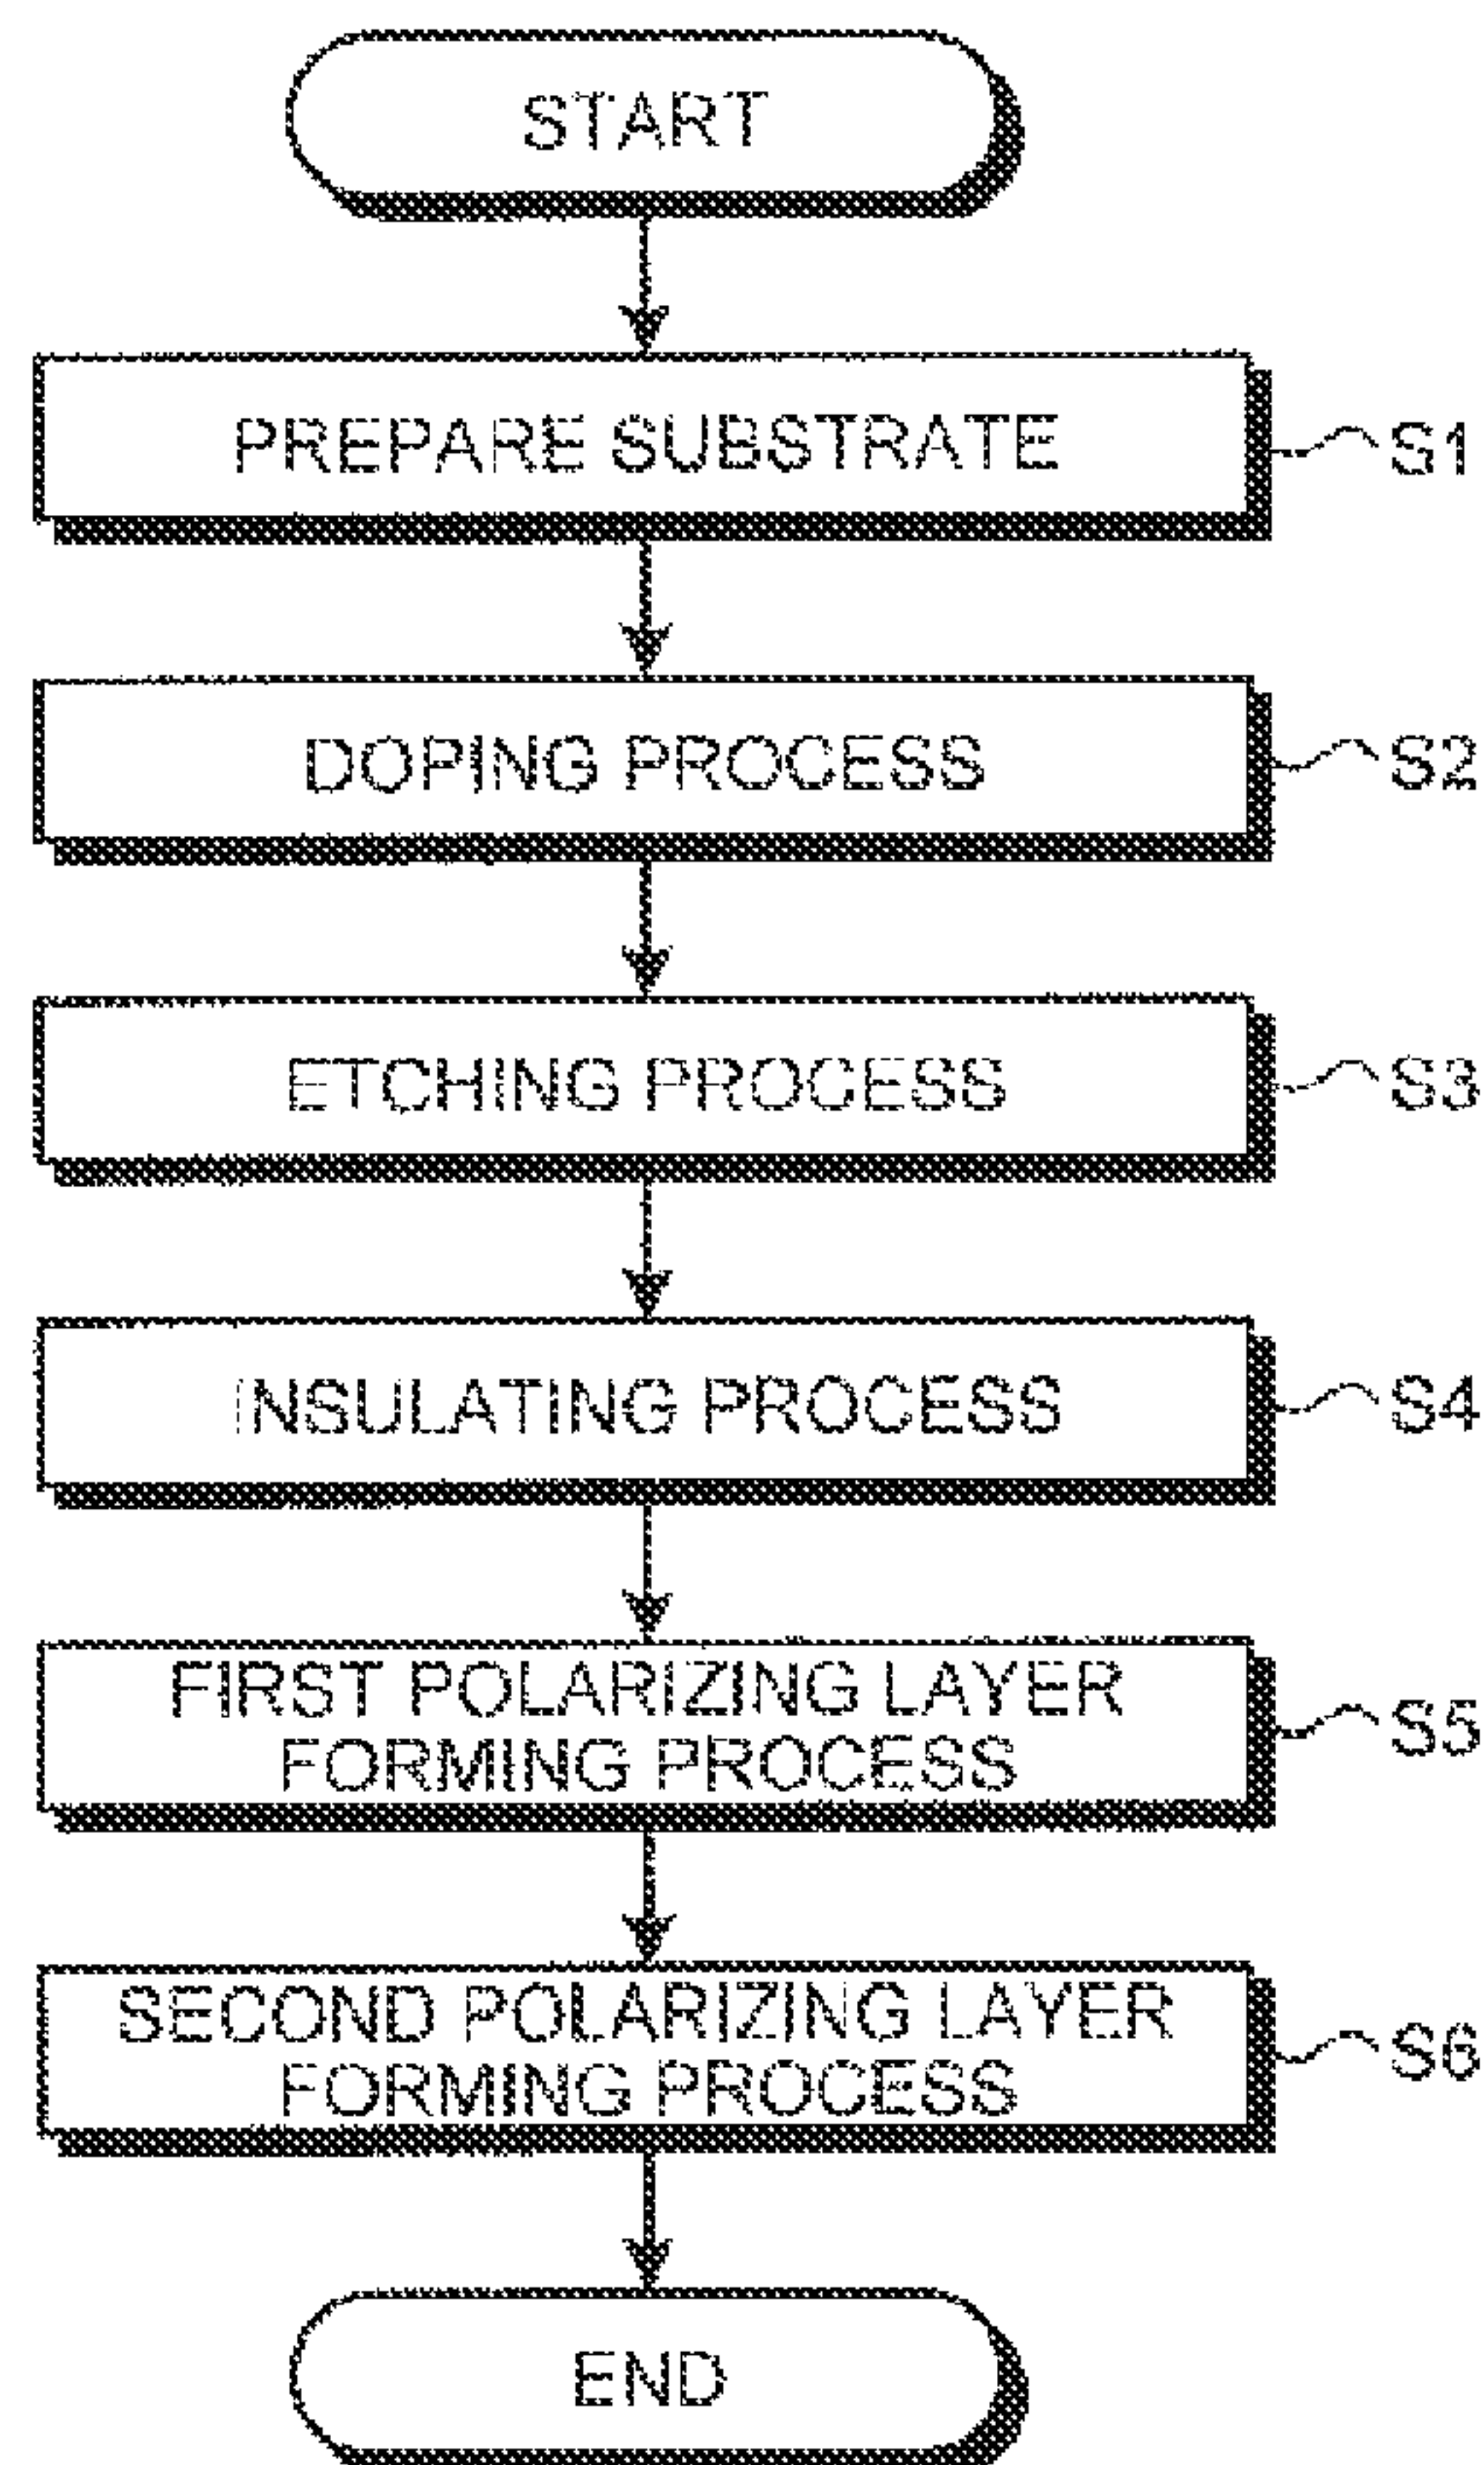 START
PREPARE SUBSTRATE
S1
DOPING PROCESS
S2
ETCHING PROCESS
S3
INSULATING PROCESS
S4
FIRST POLARIZING LAYER
FORMING PROCESS
S5
SECOND POLARIZING LAYER
FORMING PROCESS
S6
END